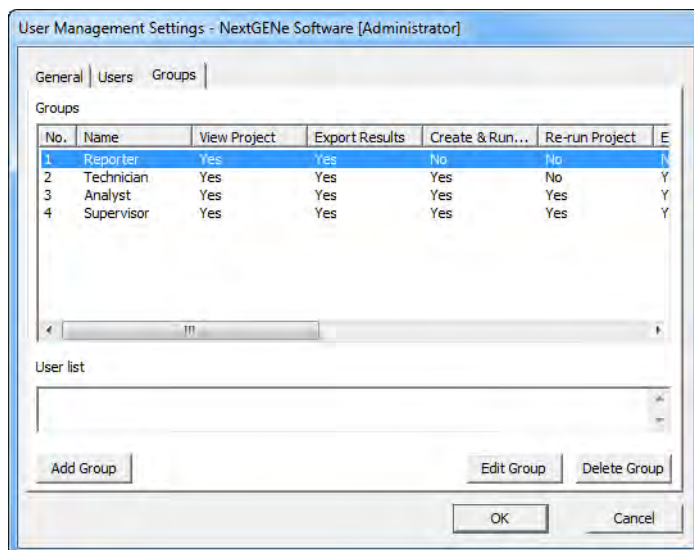 User Management Settings - NextGENe Software [Administrator]
General Users Groups
Groups
No. Name View Project Export Results Create & Run... Re-run Project E
1 Reporter Yes Yes No No N
2 Technician Yes Yes Yes No Y
3 Analyst Yes Yes Yes Yes Y
4 Supervisor Yes Yes Yes Yes Y
User list
Add Group Edit Group Delete Group
OK Cancel